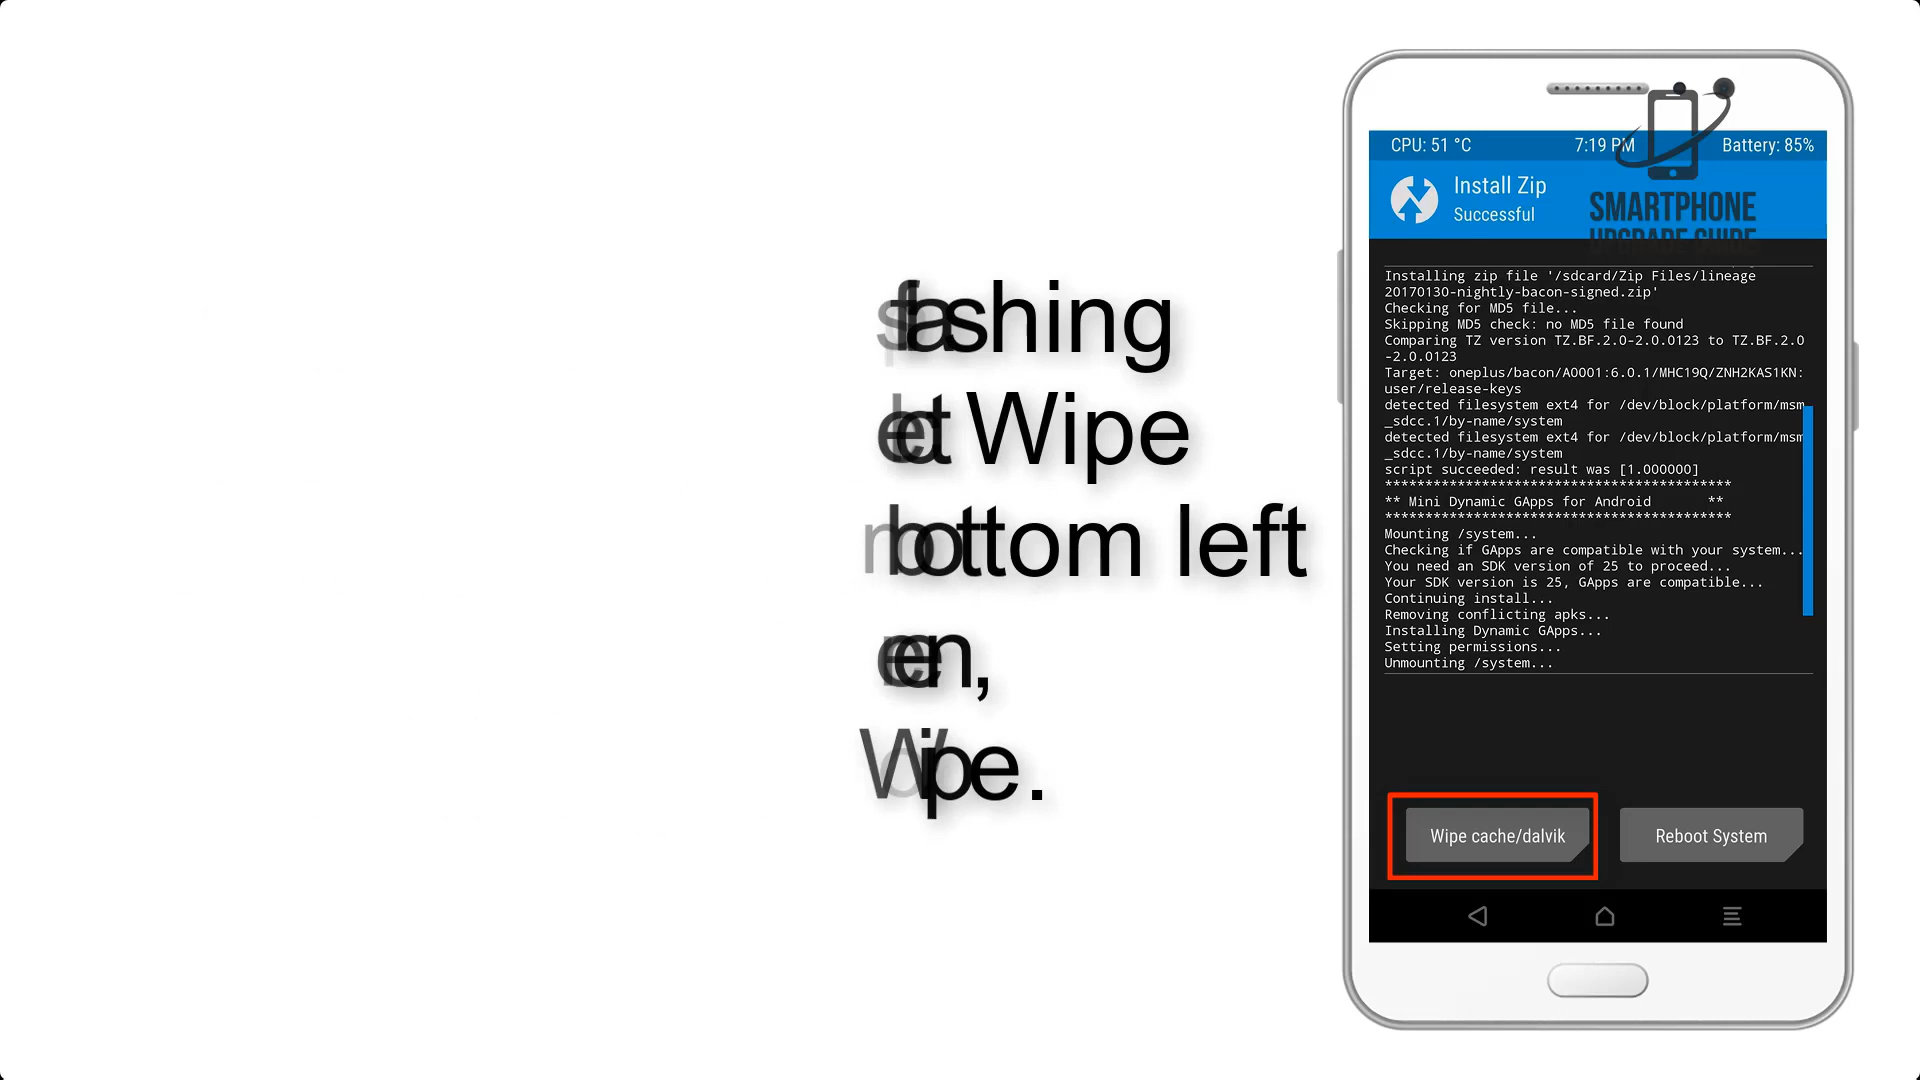 flashing
Wipe
bottom left
Wipe.
CPU: 51 °C
7:19 PM
Battery: 85%
Install Zip
Successful
SMARTPHONE
UPGRADE GUIDE
Installing zip file '/sdcard/Zip Files/lineage
20170130-nightly-bacon-signed.zip'
Checking for MD5 file...
Skipping MD5 check: no MD5 file found
Comparing TZ version TZ.BF.2.0-2.0.0123 to TZ.BF.2.0
-2.0.0123
Target: oneplus/bacon/A0001:6.0.1/MHC19Q/ZNH2KAS1KN:
user/release-keys
detected filesystem ext4 for /dev/block/platform/msm
_sdcc.1/by-name/system
detected filesystem ext4 for /dev/block/platform/msm
_sdcc.1/by-name/system
script succeeded: result was [1.000000]
*******************************************
** Mini Dynamic GApps for Android       **
*******************************************
Mounting /system...
Checking if GApps are compatible with your system...
You need an SDK version of 25 to proceed...
Your SDK version is 25, GApps are compatible...
Continuing install...
Removing conflicting apks...
Installing Dynamic GApps...
Setting permissions...
Unmounting /system...
Wipe cache/dalvik
Reboot System